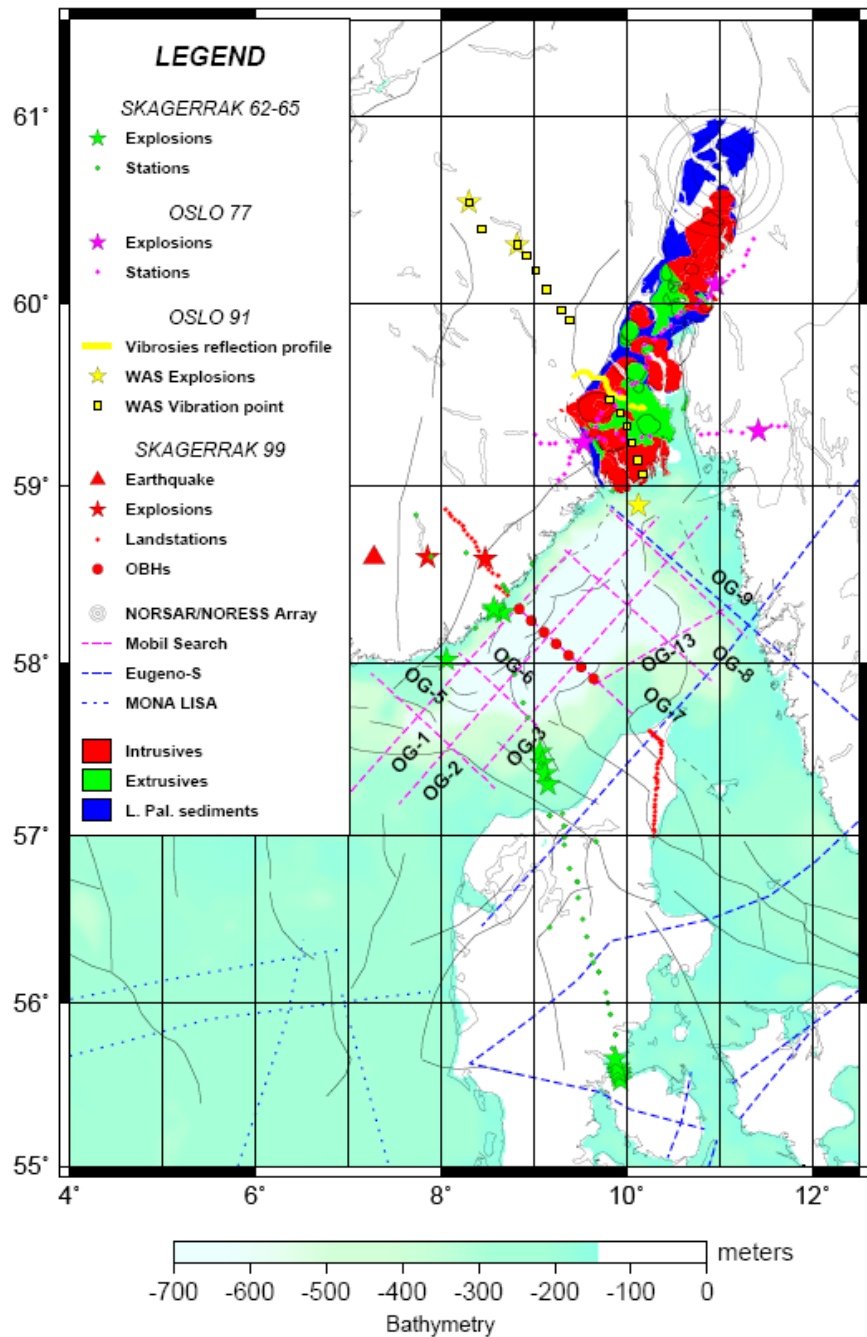 LEGEND
SKAGERRAK 62-65
Explosions
Stations
OSLO 77
Explosions
Stations
OSLO 91
Vibrosies reflection profile
WAS Explosions
WAS Vibration point
SKAGERRAK 99
Earthquake
Explosions
Landstations
OBHs
NORSAR/NORESS Array
Mobil Search
Eugeno-S
MONA LISA
Intrusives
Extrusives
L. Pal. sediments
61°
60°
59°
58°
57°
56°
55°
OG-9
OG-8
OG-13
OG-7
OG-6
OG-5
OG-3
OG-1
OG-2
4° 6° 8° 10° 12°
meters
-700 -600 -500 -400 -300 -200 -100 0
Bathymetry